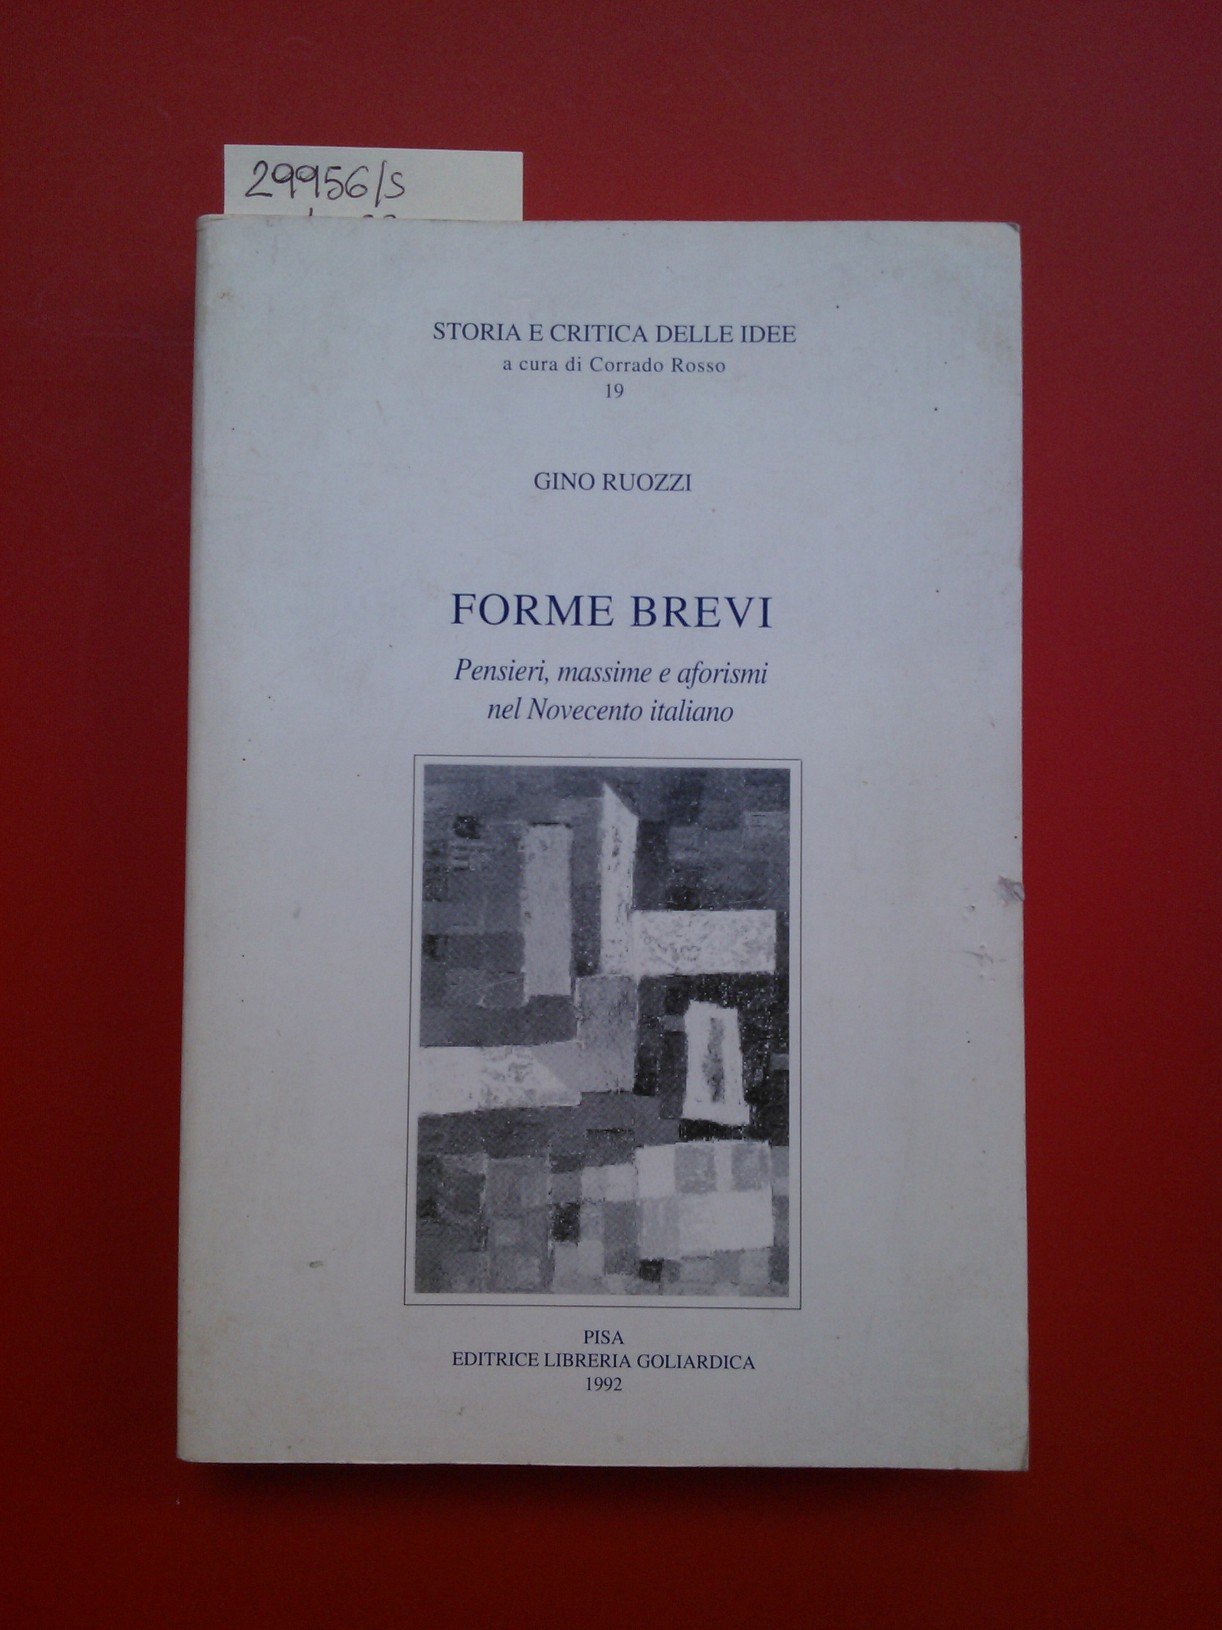 29956/S
STORIA E CRITICA DELLE IDEE
a cura di Corrado Rosso
19
GINO RUOZZI
FORME BREVI
Pensieri, massime e aforismi
nel Novecento italiano
PISA
EDITRICE LIBRERIA GOLIARDICA
1992